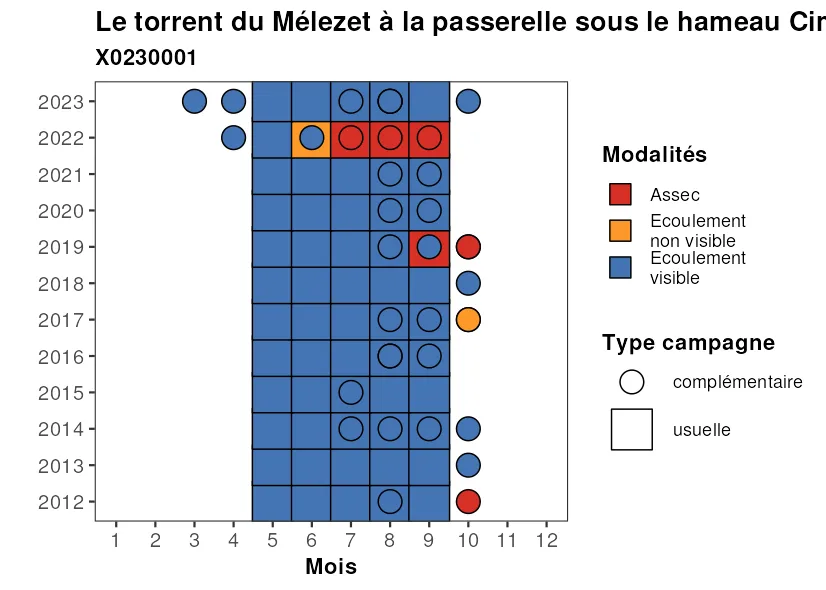 Le torrent du Mélezet à la passerelle sous le hameau
X0230001
2023
2022
2021
2020
2019
2018
2017
2016
2015
2014
2013
2012
1 2 3 4 5 6 7 8 9 10 11 12
Mois
Modalités
Assec
Ecoulement
non visible
Ecoulement
visible
Type campagne
complémentaire
usuelle